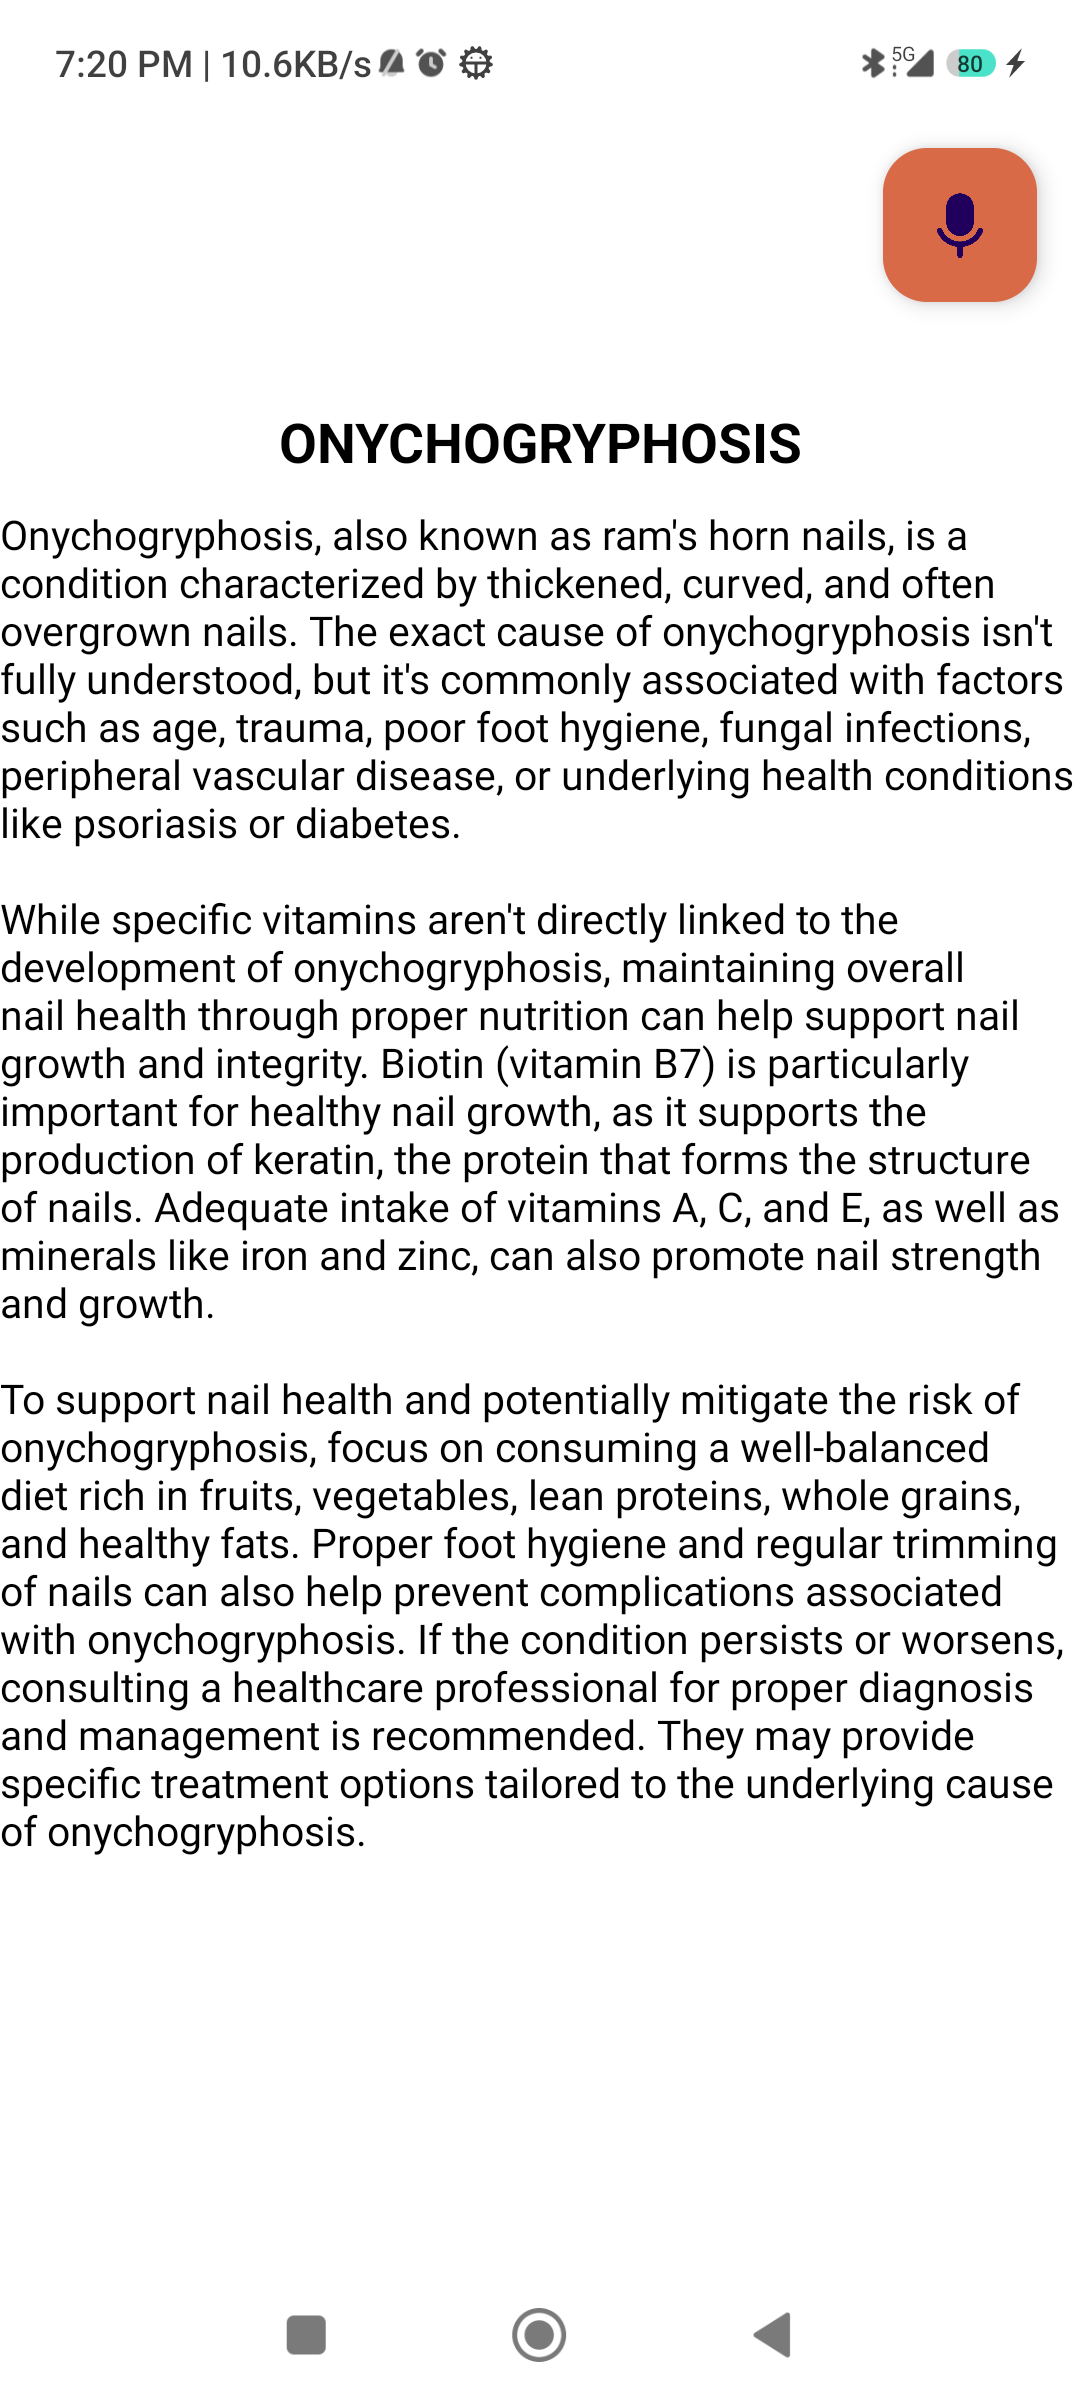 7:20 PM | 10.6KB/s
5G
80
ONYCHOGRYPHOSIS
Onychogryphosis, also known as ram's horn nails, is a
condition characterized by thickened, curved, and often
overgrown nails. The exact cause of onychogryphosis isn't
fully understood, but it's commonly associated with factors
such as age, trauma, poor foot hygiene, fungal infections,
peripheral vascular disease, or underlying health conditions
like psoriasis or diabetes.
While specific vitamins aren't directly linked to the
development of onychogryphosis, maintaining overall
nail health through proper nutrition can help support nail
growth and integrity. Biotin (vitamin B7) is particularly
important for healthy nail growth, as it supports the
production of keratin, the protein that forms the structure
of nails. Adequate intake of vitamins A, C, and E, as well as
minerals like iron and zinc, can also promote nail strength
and growth.
To support nail health and potentially mitigate the risk of
onychogryphosis, focus on consuming a well-balanced
diet rich in fruits, vegetables, lean proteins, whole grains,
and healthy fats. Proper foot hygiene and regular trimming
of nails can also help prevent complications associated
with onychogryphosis. If the condition persists or worsens,
consulting a healthcare professional for proper diagnosis
and management is recommended. They may provide
specific treatment options tailored to the underlying cause
of onychogryphosis.